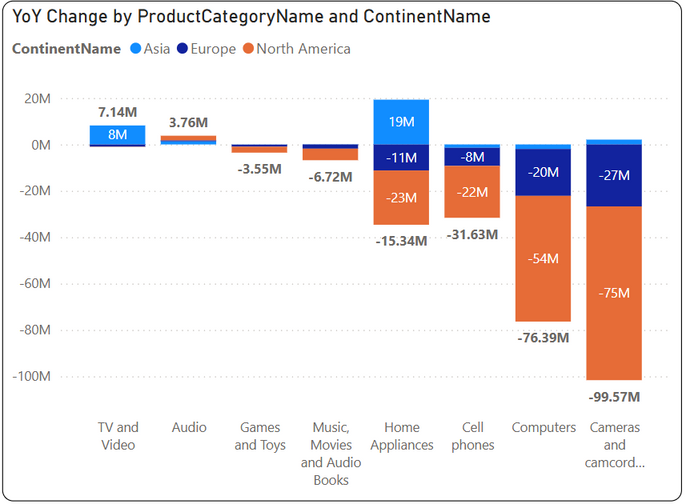 YoY Change by ProductCategoryName and ContinentName
ContinentName Asia Europe North America
20M
0M
-20M
-40M
-60M
-80M
-100M
7.14M
8M
3.76M
-3.55M
-6.72M
19M
-11M
-23M
-15.34M
-8M
-22M
-31.63M
-20M
-54M
-76.39M
-27M
-75M
-99.57M
TV and
Video
Audio
Games
and Toys
Music,
Movies
and Audio
Books
Home
Appliances
Cell
phones
Computers
Cameras
and
camcord...